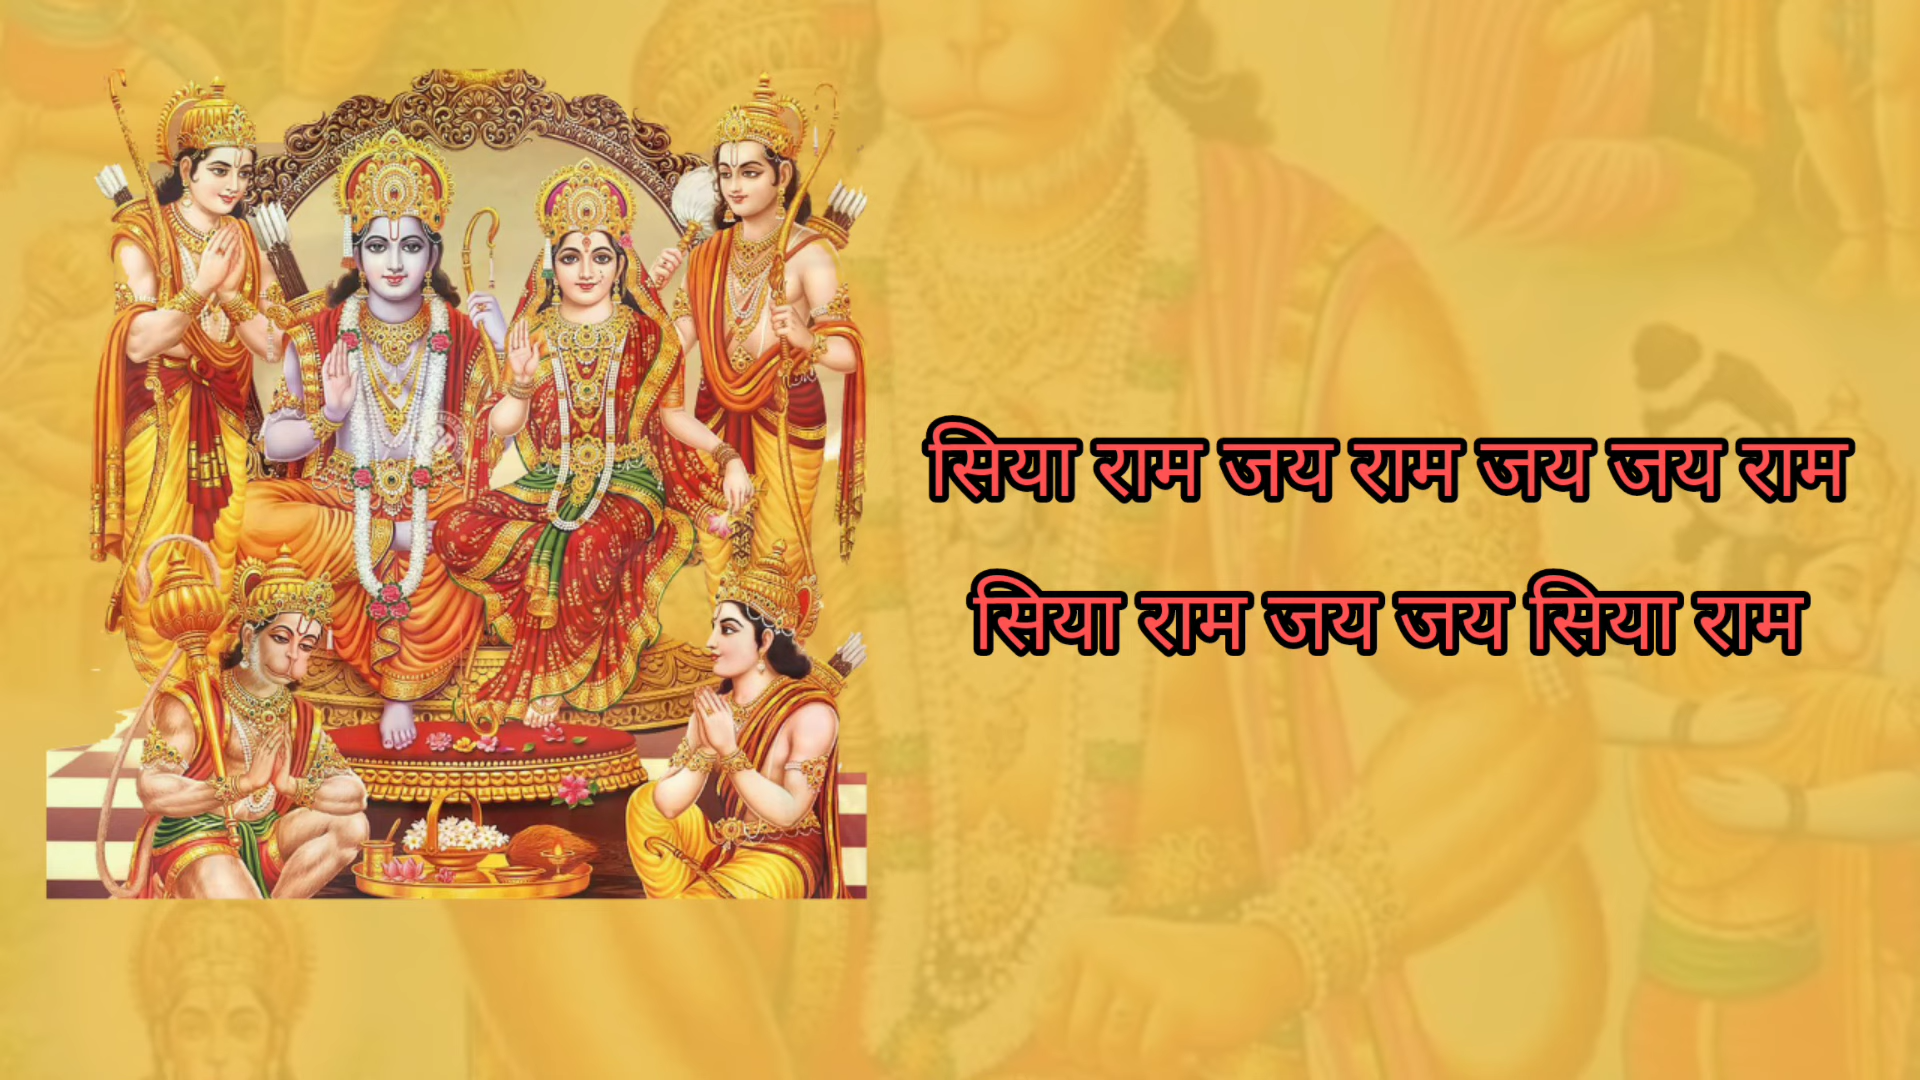 सिया राम जय राम जय जय राम
सिया राम जय जय सिया राम